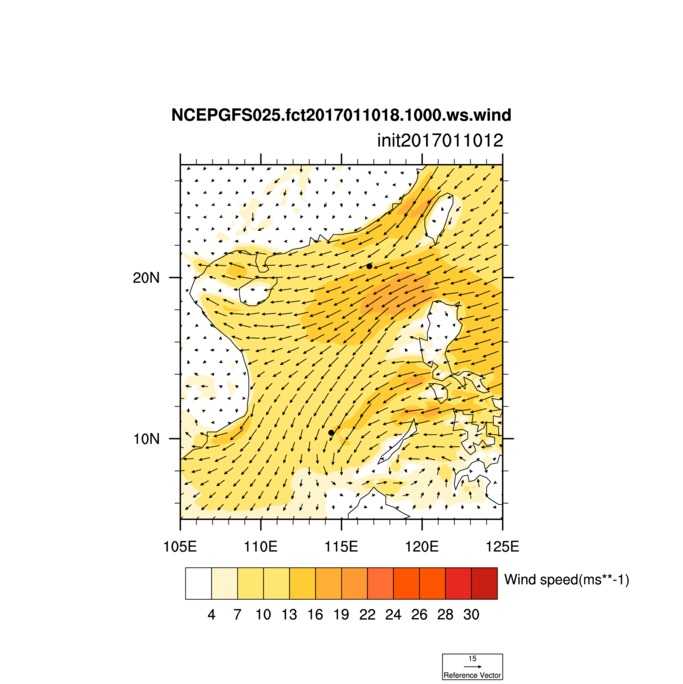 NCEPGFS025.fct2017011018.1000.ws.wind
init2017011012
20N
10N
105E 110E 115E 120E 125E
Wind speed(ms**-1)
4 7 10 13 16 19 22 24 26 28 30
15
Reference Vector